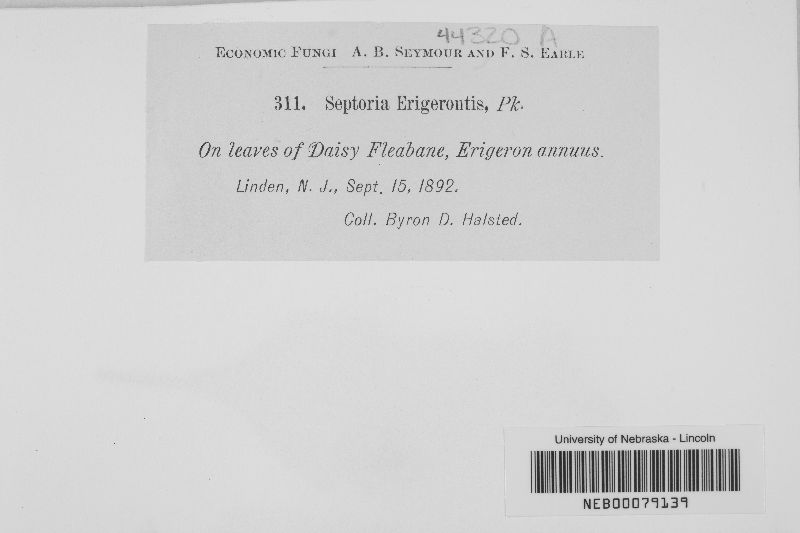 44320 A
ECONOMIC FUNGI A. B. SEYMOUR AND F. S. EARLE
311. Septoria Erigerontis, Pk.
On leaves of Daisy Fleabane, Erigeron annuus.
Linden, N. J., Sept. 15, 1892.
Coll. Byron D. Halsted.
University of Nebraska - Lincoln
NEB00079139